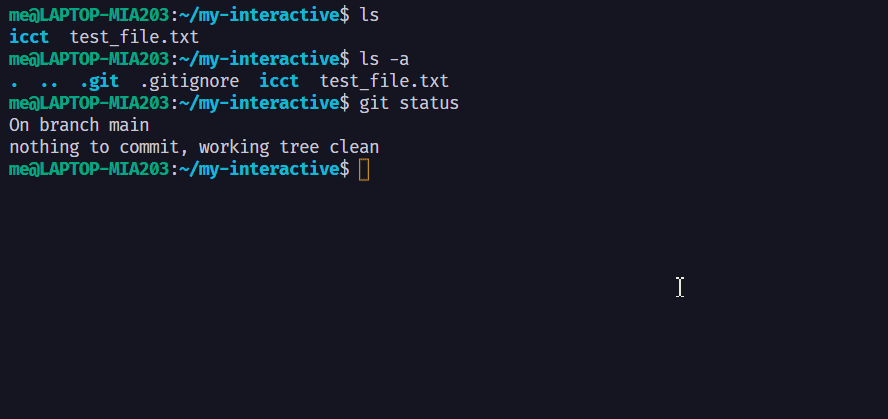 me@LAPTOP-MIA203:~/my-interactive$ ls
icct  test_file.txt
me@LAPTOP-MIA203:~/my-interactive$ ls -a
.  ..  .git  .gitignore  icct  test_file.txt
me@LAPTOP-MIA203:~/my-interactive$ git status
On branch main
nothing to commit, working tree clean
me@LAPTOP-MIA203:~/my-interactive$